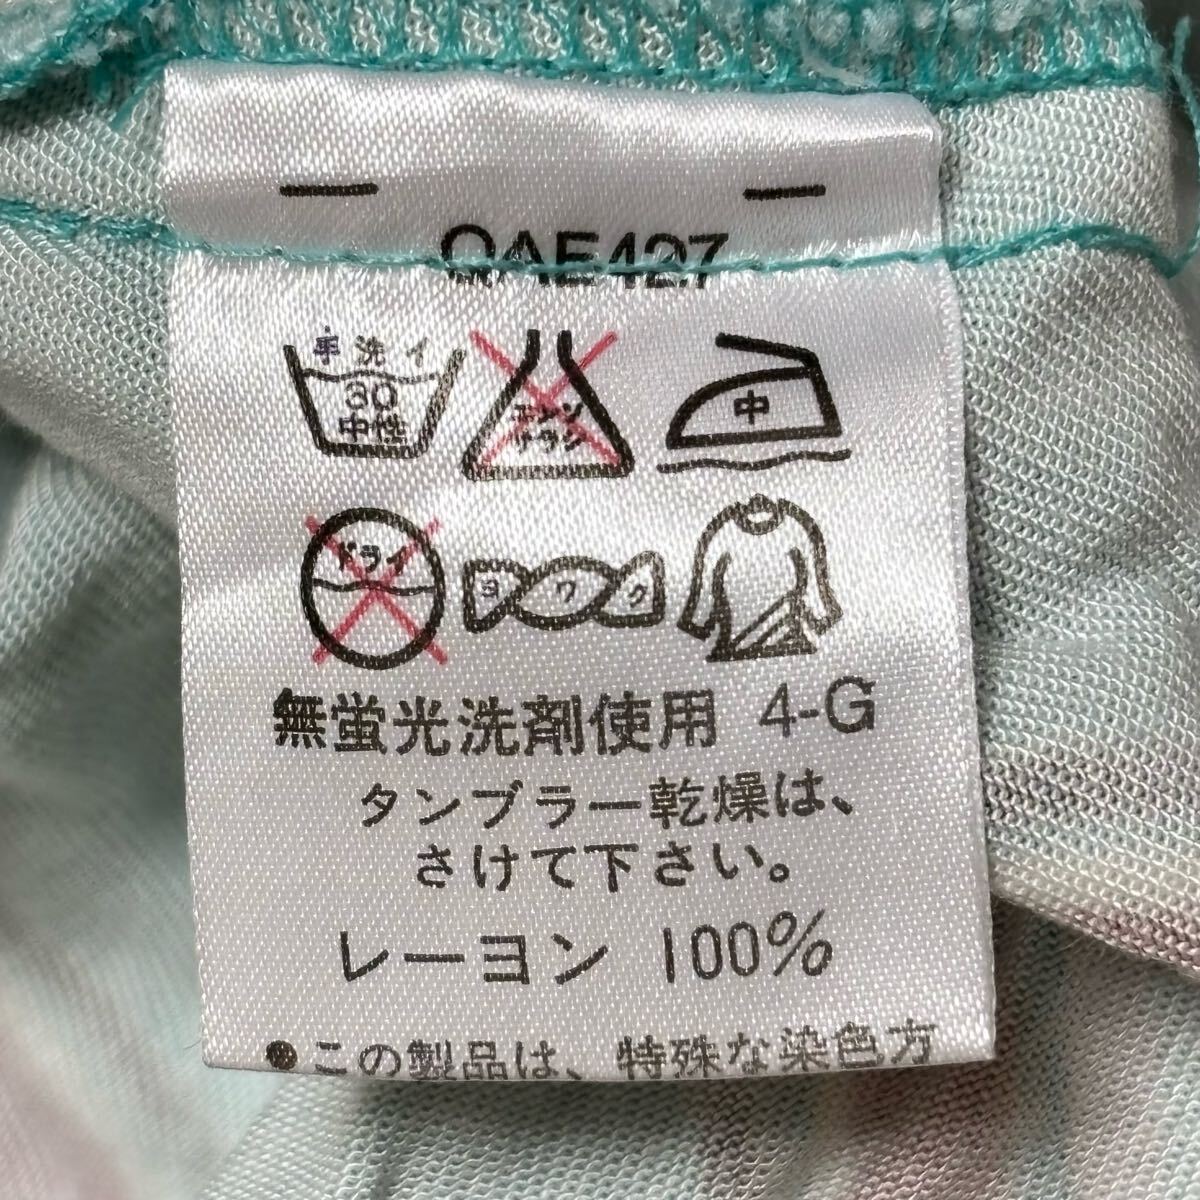 QAE427
手洗イ
30
中性
エンソ
チラシ
中
ドライ
ヨワク
無蛍光洗剤使用 4-G
タンブラー乾燥は、
さけて下さい。
レーヨン 100%
●この製品は、特殊な染色方